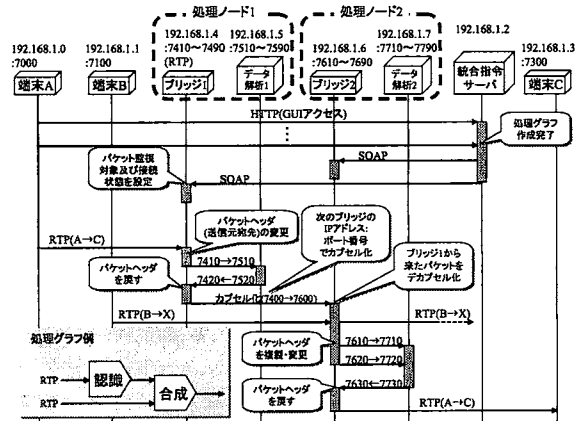 処理ノード1
処理ノード2
192.168.1.0
:7000
192.168.1.1
:7100
192.168.1.4
:7410～7490
(RTP)
192.168.1.5
:7510～7590
192.168.1.6
:7610～7690
192.168.1.7
:7710～7790
192.168.1.2
192.168.1.3
:7300
端末A
端末B
ブリッジ1
データ
解析1
ブリッジ2
データ
解析2
統合指令
サーバ
端末C
HTTP(GUIアクセス)
処理グラフ
作成完了
SOAP
パケット監視
対象及び接続
状態を設定
SOAP
パケットヘッダ
(送信元宛先)の変更
次のブリッジの
IPアドレス:
ポート番号
でカプセル化
ブリッジ1から
来たパケットを
デカプセル化
RTP(A→C)
7410→7510
パケットヘッダ
を戻す
7420←7520
カプセル化(7400→7600)
RTP(B→X)
RTP(B→X)
処理グラフ例
RTP
認識
RTP
合成
パケットヘッダ
を複製・変更
7610→7710
7620→7720
パケットヘッダ
を戻す
7630←7730
RTP(A→C)